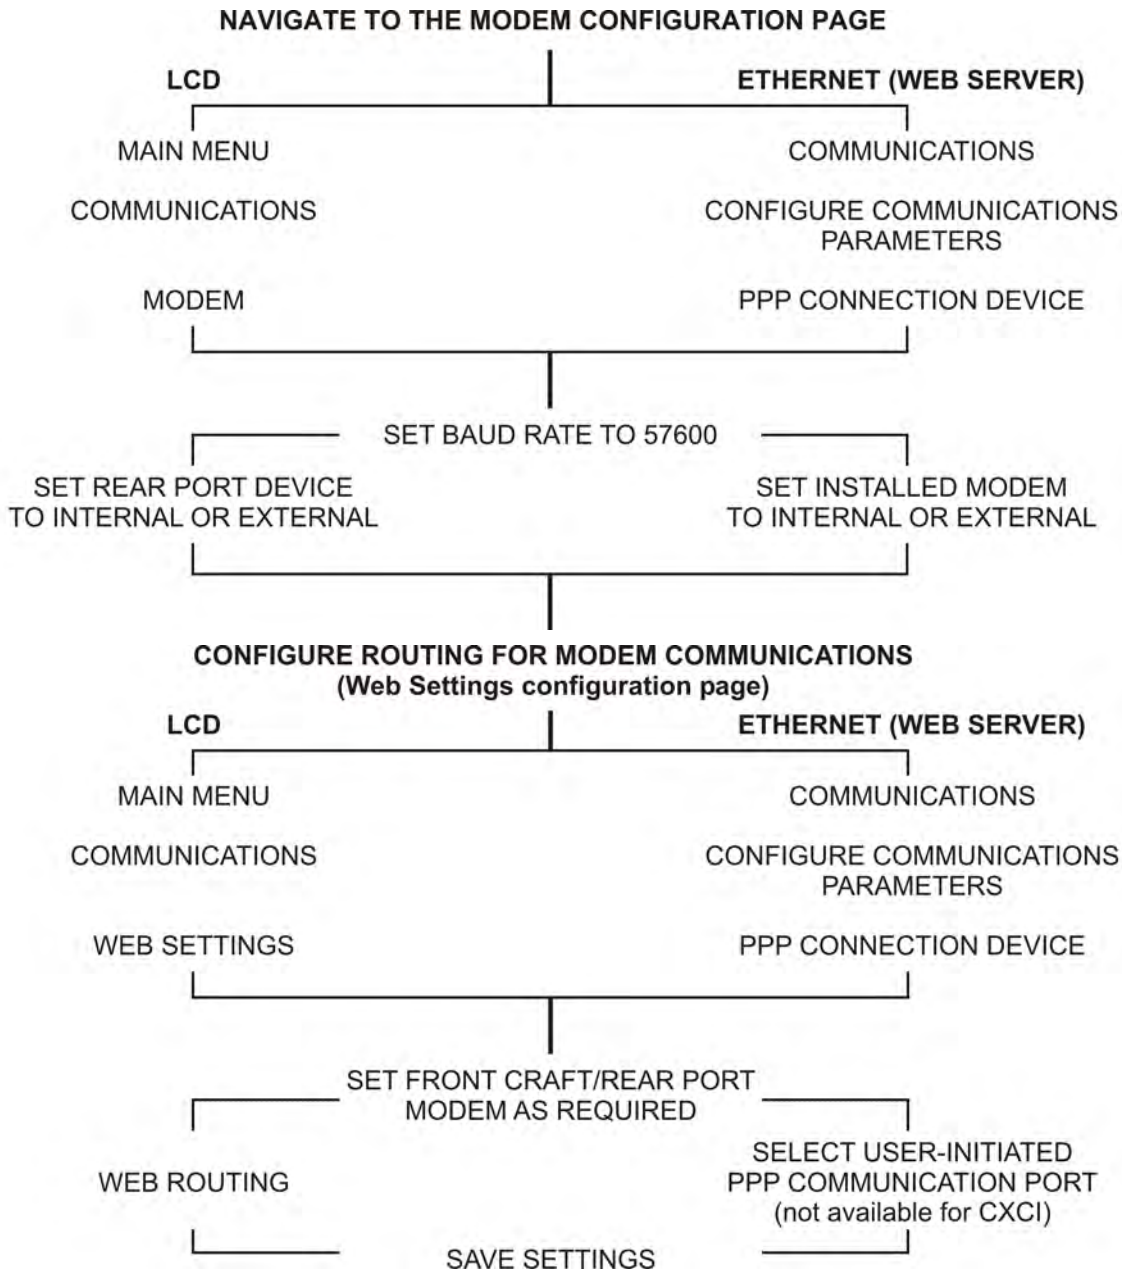 NAVIGATE TO THE MODEM CONFIGURATION PAGE
LCD
ETHERNET (WEB SERVER)
MAIN MENU
COMMUNICATIONS
COMMUNICATIONS
CONFIGURE COMMUNICATIONS
PARAMETERS
MODEM
PPP CONNECTION DEVICE
SET BAUD RATE TO 57600
SET REAR PORT DEVICE
TO INTERNAL OR EXTERNAL
SET INSTALLED MODEM
TO INTERNAL OR EXTERNAL
CONFIGURE ROUTING FOR MODEM COMMUNICATIONS
(Web Settings configuration page)
LCD
ETHERNET (WEB SERVER)
MAIN MENU
COMMUNICATIONS
COMMUNICATIONS
CONFIGURE COMMUNICATIONS
PARAMETERS
WEB SETTINGS
PPP CONNECTION DEVICE
SET FRONT CRAFT/REAR PORT
MODEM AS REQUIRED
WEB ROUTING
SELECT USER-INITIATED
PPP COMMUNICATION PORT
(not available for CXCI)
SAVE SETTINGS